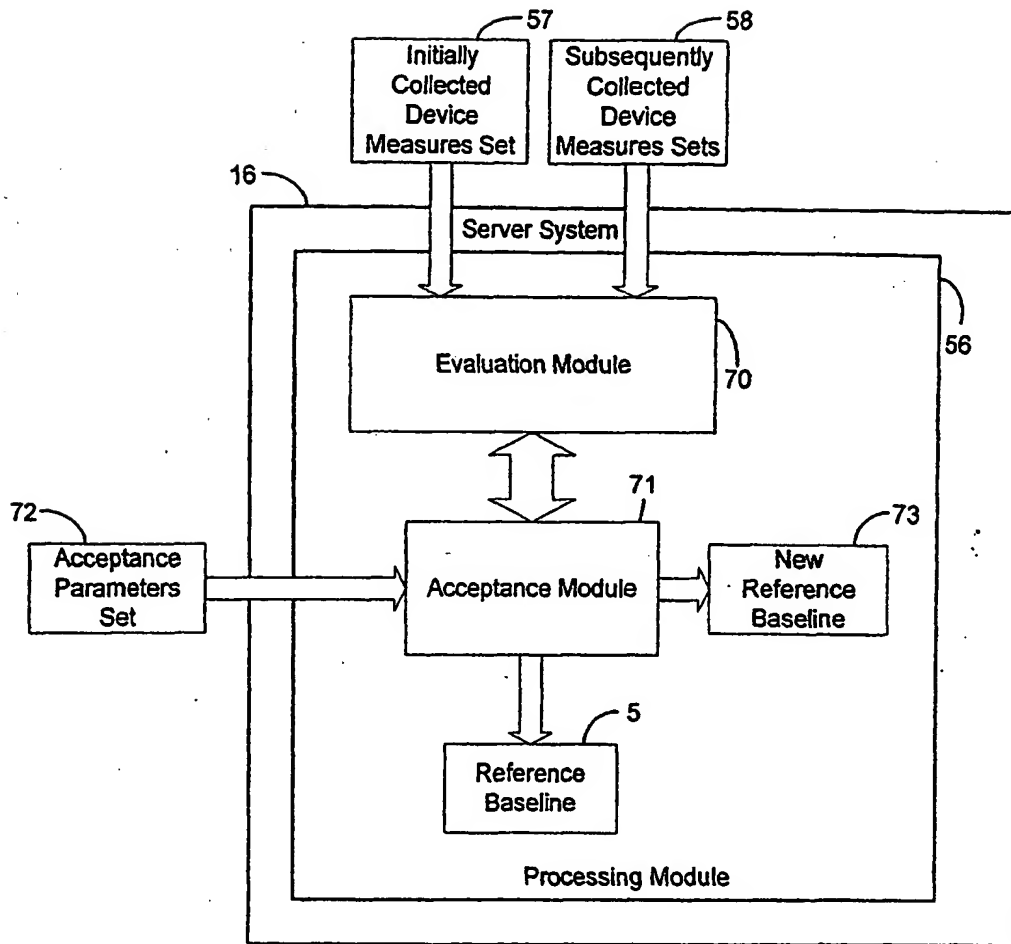 57
58
Initially
Collected
Device
Measures Set
Subsequently
Collected
Device
Measures Sets
16
Server System
56
Evaluation Module
70
71
72
73
Acceptance
Parameters
Set
Acceptance Module
New
Reference
Baseline
5
Reference
Baseline
Processing Module